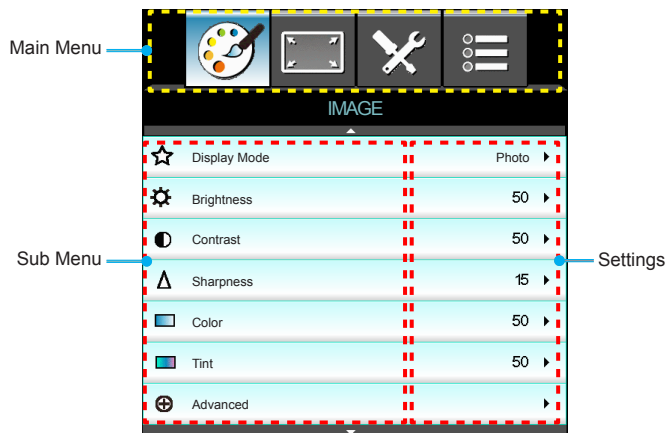 Main Menu
IMAGE
Display Mode Photo
Brightness 50
Contrast 50
Sub Menu
Settings
Sharpness 15
Color 50
Tint 50
Advanced